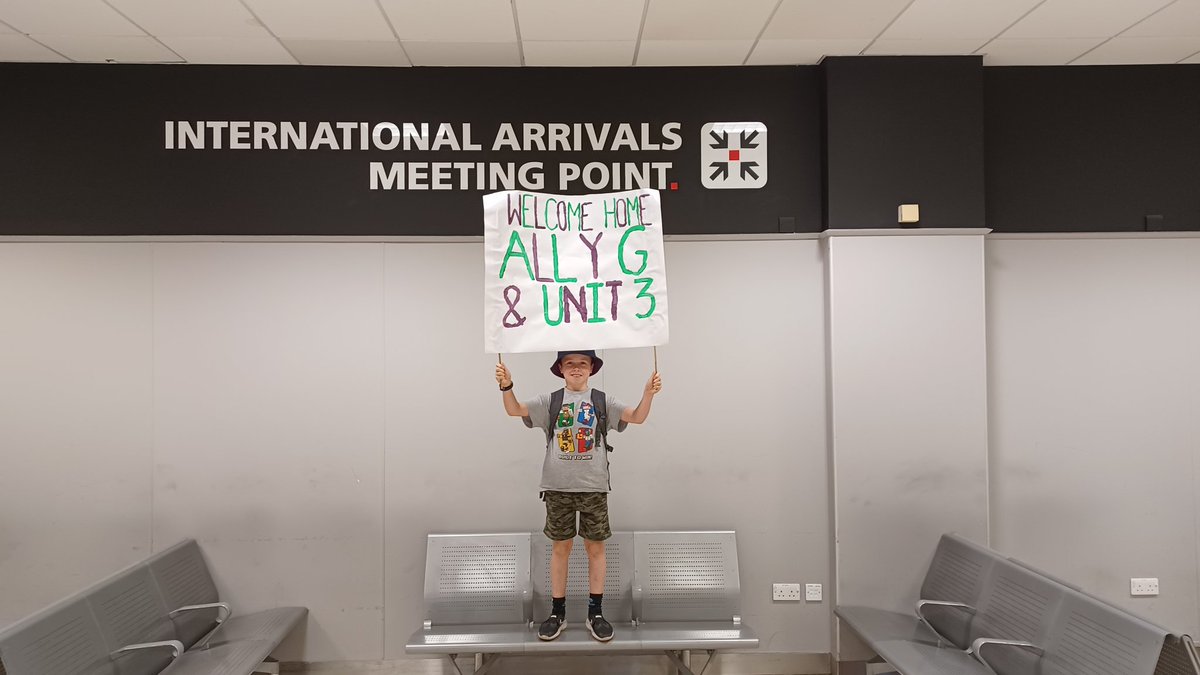 INTERNATIONAL ARRIVALS
MEETING POINT.
WELCOME HOME
ALLY G
& UNIT 3